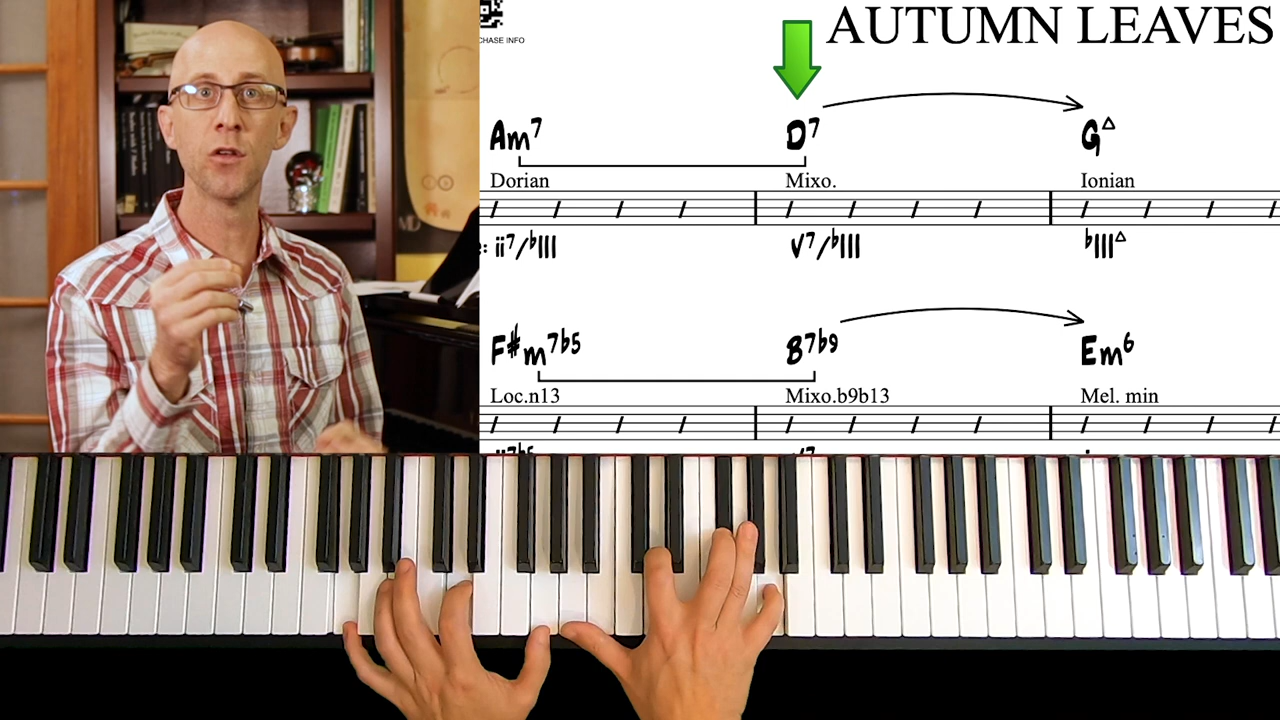 AUTUMN LEAVES
CHASE INFO
Am7 D7 G△
Dorian Mixo. Ionian
: ii7/♭III V7/♭III ♭III△
F♯m7♭5 B7♭9 Em6
Loc.n13 Mixo.b9b13 Mel. min